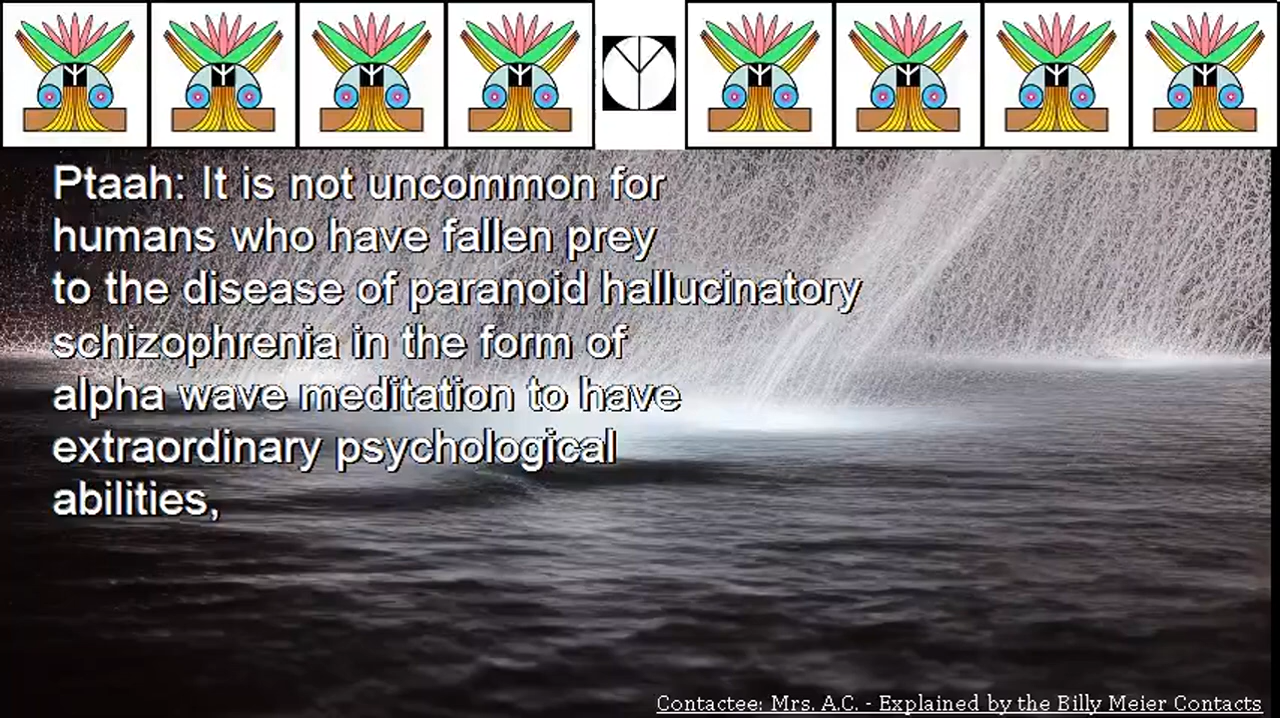 Ptaah: It is not uncommon for
humans who have fallen prey
to the disease of paranoid hallucinatory
schizophrenia in the form of
alpha wave meditation to have
extraordinary psychological
abilities,
Contactee: Mrs. A.C. - Explained by the Billy Meier Contacts